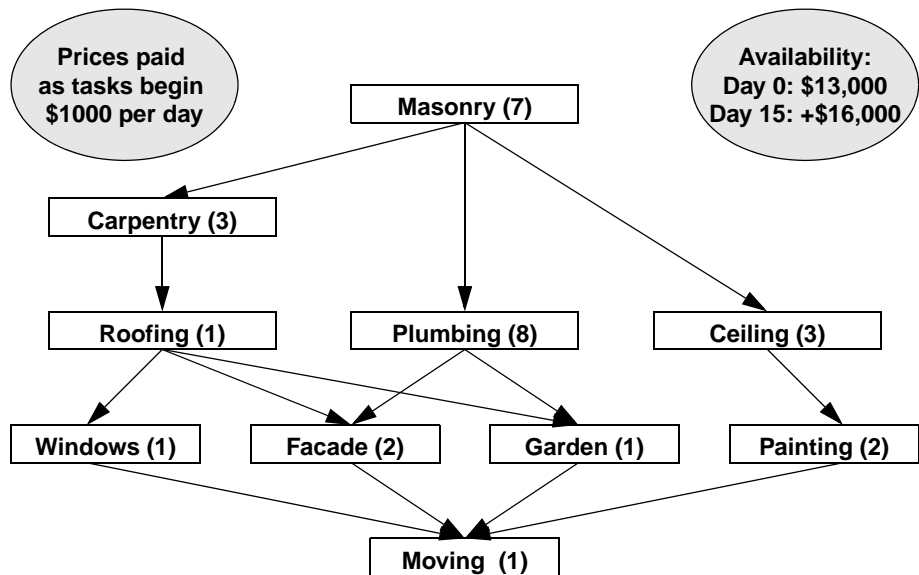 Prices paid
as tasks begin
$1000 per day
Availability:
Day 0: $13,000
Day 15: +$16,000
Masonry (7)
Carpentry (3)
Roofing (1)
Plumbing (8)
Ceiling (3)
Windows (1)
Facade (2)
Garden (1)
Painting (2)
Moving (1)